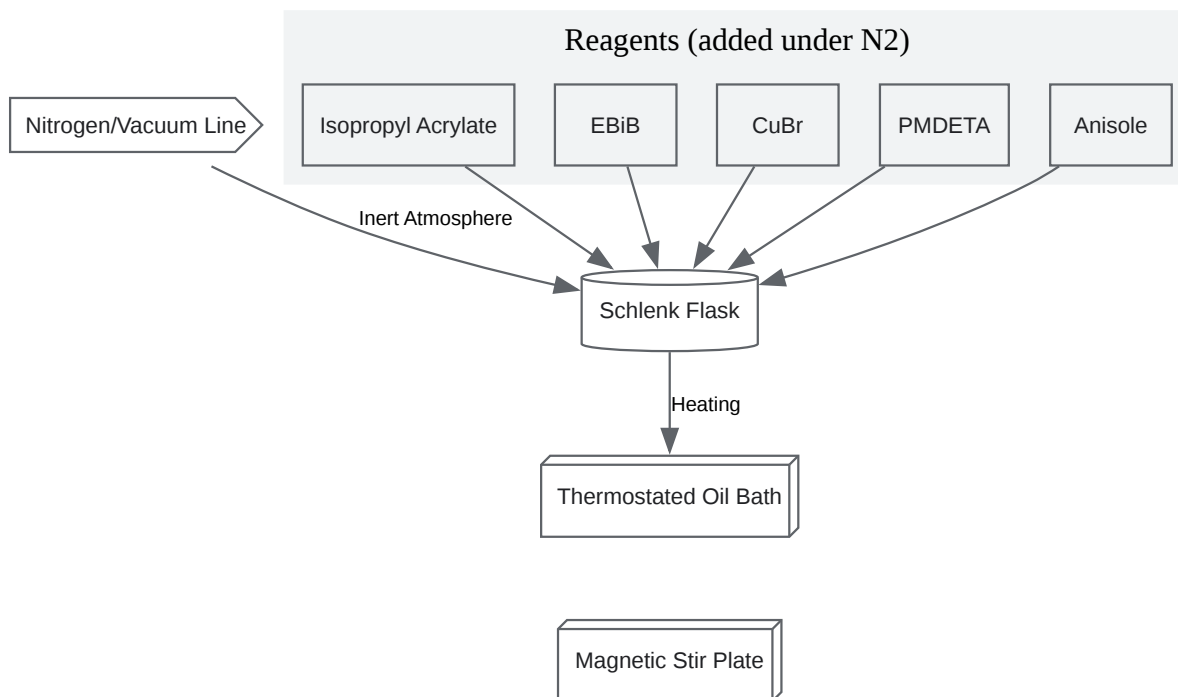 Reagents (added under N2)
Nitrogen/Vacuum Line
Isopropyl Acrylate
EBiB
CuBr
PMDETA
Anisole
Inert Atmosphere
Schlenk Flask
Heating
Thermostated Oil Bath
Magnetic Stir Plate